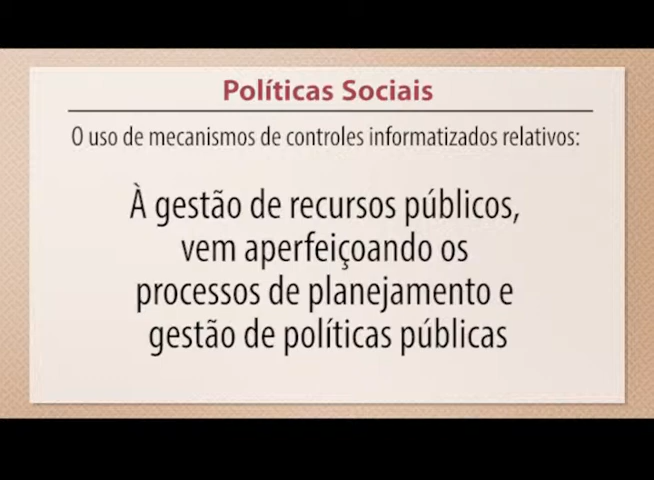 Políticas Sociais
O uso de mecanismos de controles informatizados relativos:
À gestão de recursos públicos,
vem aperfeiçoando os
processos de planejamento e
gestão de políticas públicas